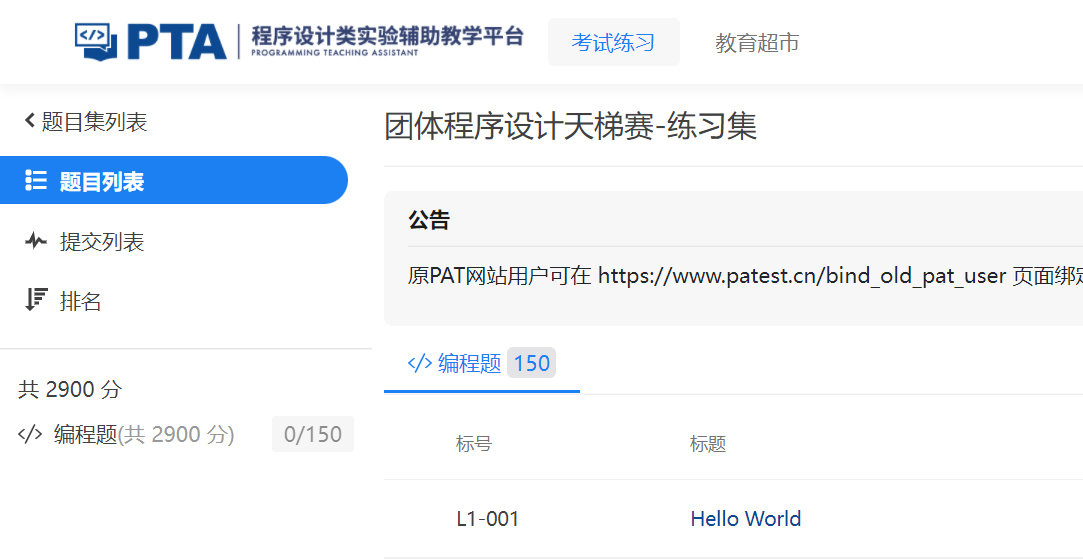 PTA 程序设计类实验辅助教学平台 考试练习 教育超市
PROGRAMMING TEACHING ASSISTANT
题目集列表
题目列表
提交列表
排名
共 2900 分
编程题(共 2900 分) 0/150
团体程序设计天梯赛-练习集
公告
原PAT网站用户可在 https://www.patest.cn/bind_old_pat_user 页面绑定
编程题 150
标号 标题
L1-001 Hello World